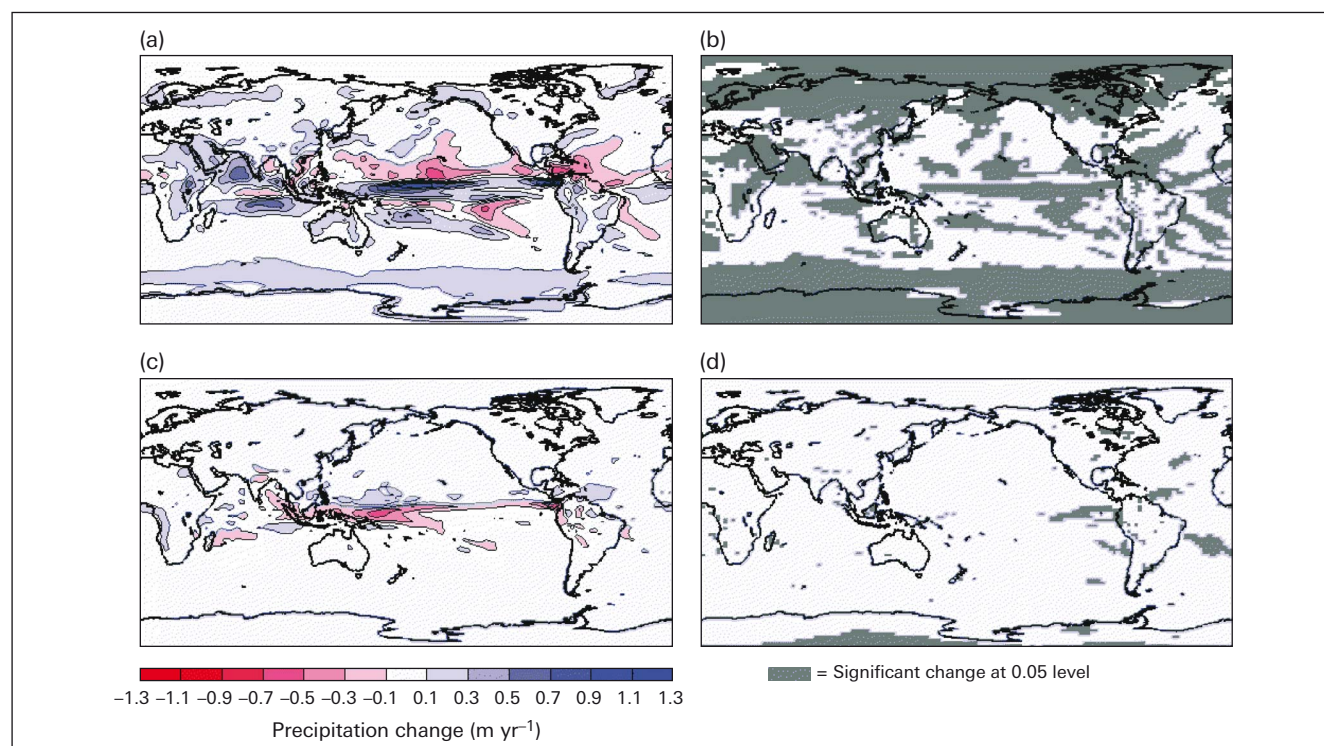 (a)
(b)
(c)
(d)
–1.3 –1.1 –0.9 –0.7 –0.5 –0.3 –0.1 0.1 0.3 0.5 0.7 0.9 1.1 1.3
= Significant change at 0.05 level
Precipitation change (m yr⁻¹)